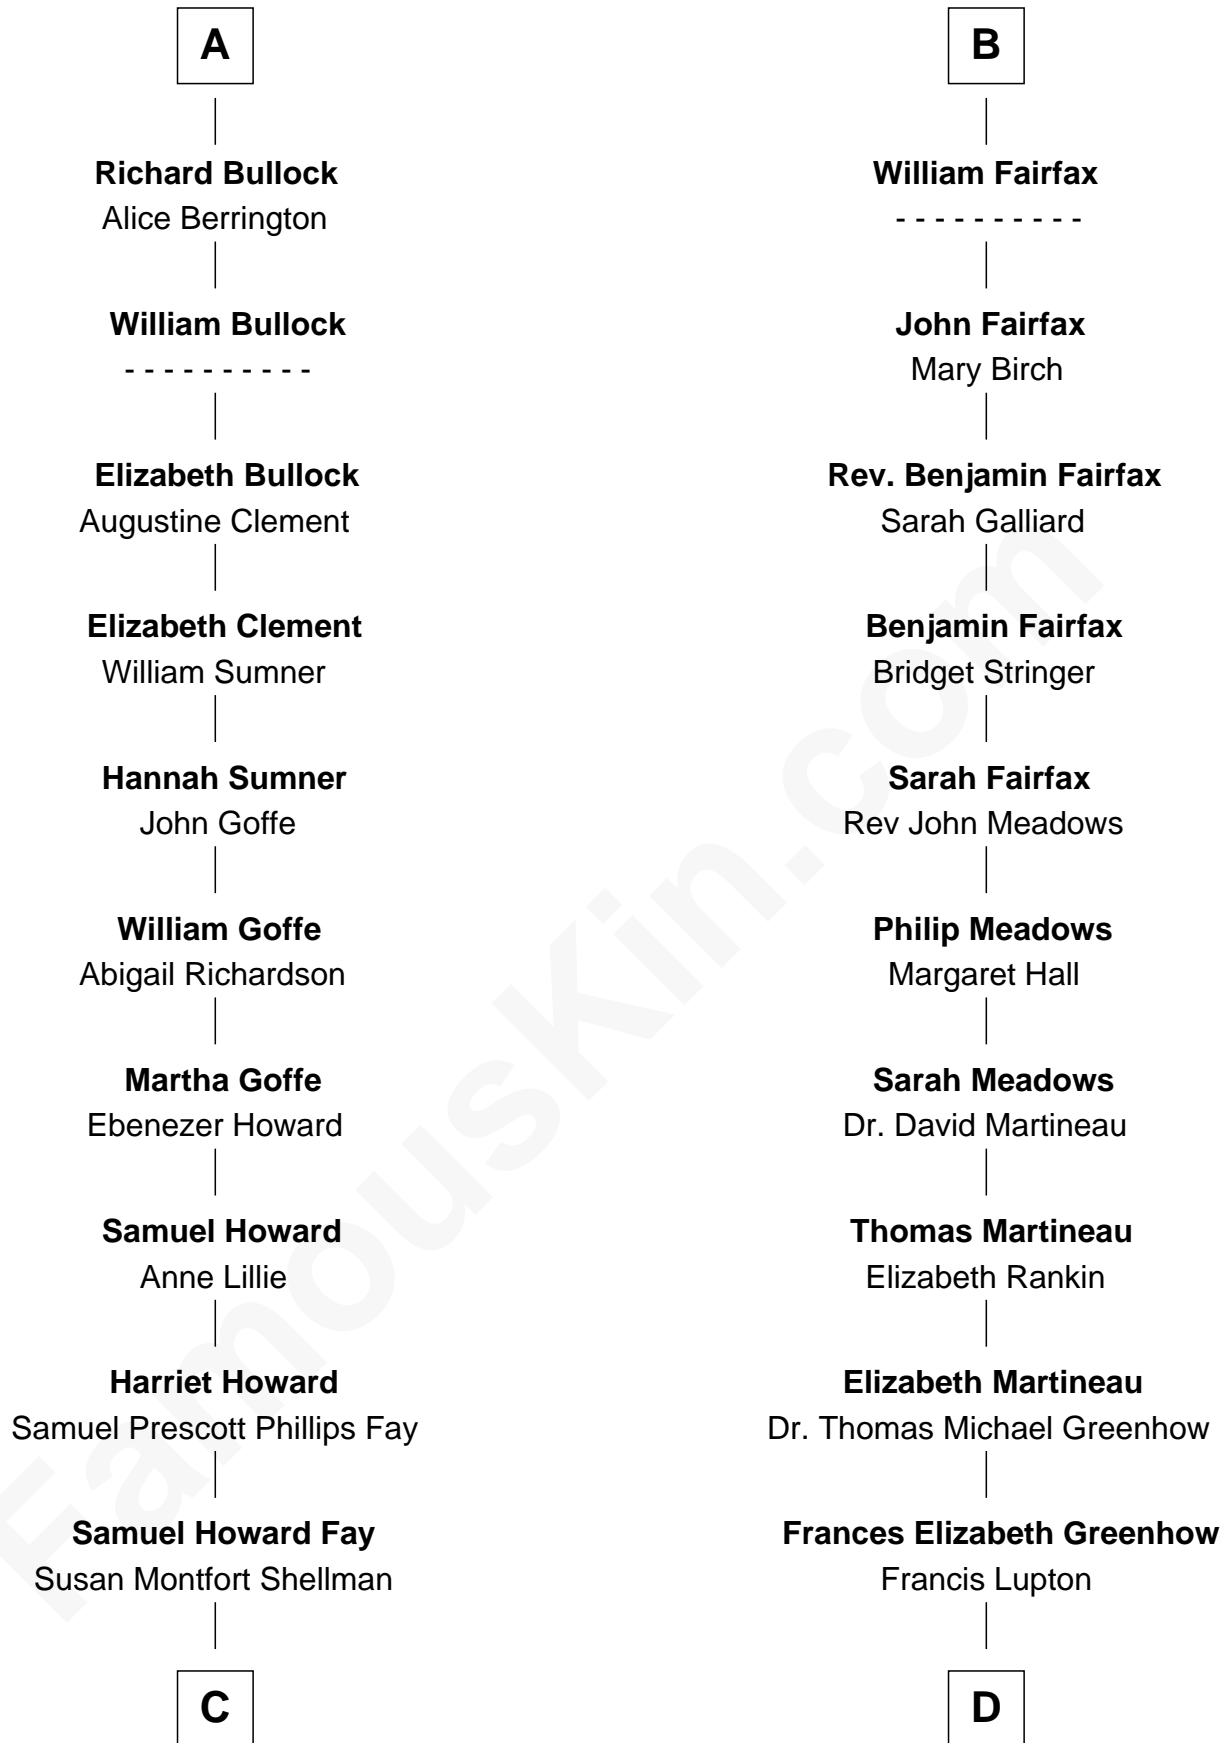 A
Richard Bullock
Alice Berrington
William Bullock
- - - - - - - - - -
Elizabeth Bullock
Augustine Clement
Elizabeth Clement
William Sumner
Hannah Sumner
John Goffe
William Goffe
Abigail Richardson
Martha Goffe
Ebenezer Howard
Samuel Howard
Anne Lillie
Harriet Howard
Samuel Prescott Phillips Fay
Samuel Howard Fay
Susan Montfort Shellman
C
B
William Fairfax
- - - - - - - - - -
John Fairfax
Mary Birch
Rev. Benjamin Fairfax
Sarah Galliard
Benjamin Fairfax
Bridget Stringer
Sarah Fairfax
Rev John Meadows
Philip Meadows
Margaret Hall
Sarah Meadows
Dr. David Martineau
Thomas Martineau
Elizabeth Rankin
Elizabeth Martineau
Dr. Thomas Michael Greenhow
Frances Elizabeth Greenhow
Francis Lupton
D
FamousKin.com